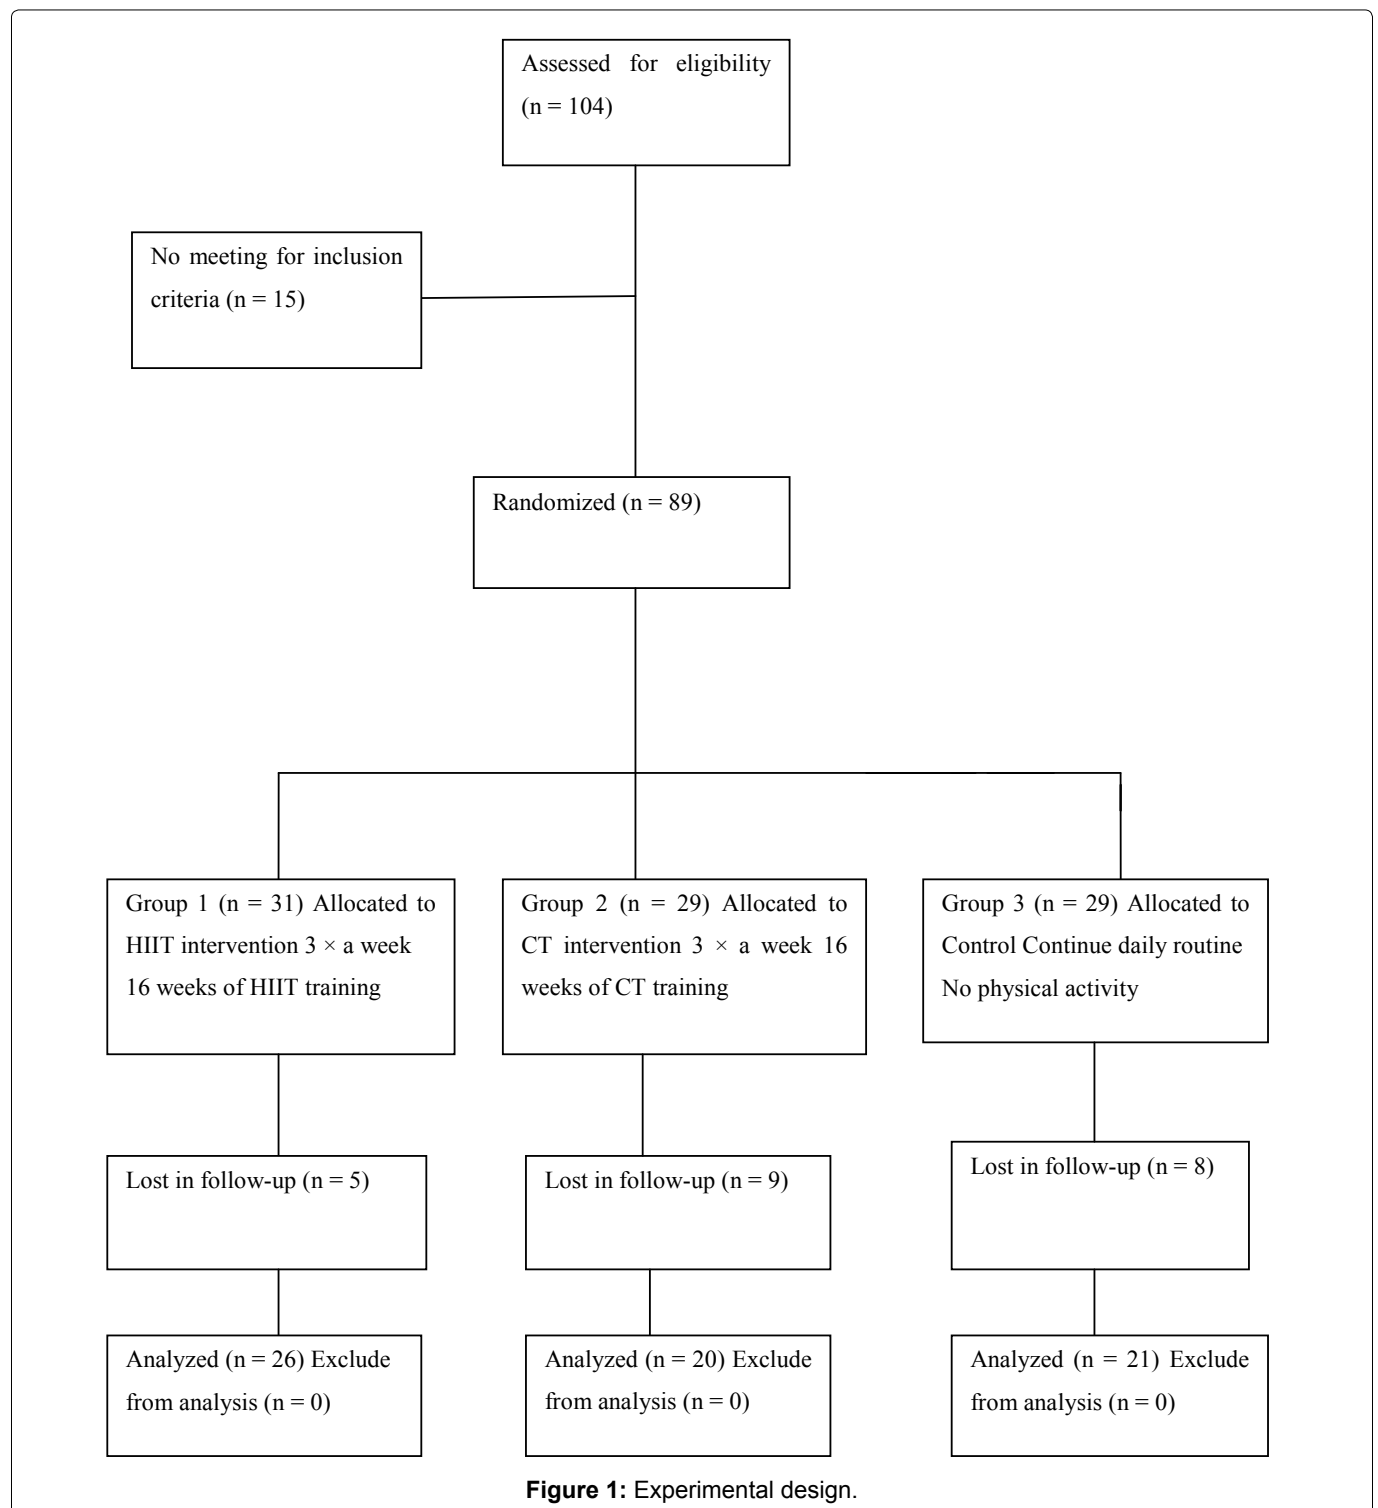 Assessed for eligibility
(n = 104)
No meeting for inclusion
criteria (n = 15)
Randomized (n = 89)
Group 1 (n = 31) Allocated to
HIIT intervention 3 × a week
16 weeks of HIIT training
Group 2 (n = 29) Allocated to
CT intervention 3 × a week 16
weeks of CT training
Group 3 (n = 29) Allocated to
Control Continue daily routine
No physical activity
Lost in follow-up (n = 5)
Lost in follow-up (n = 9)
Lost in follow-up (n = 8)
Analyzed (n = 26) Exclude
from analysis (n = 0)
Analyzed (n = 20) Exclude
from analysis (n = 0)
Analyzed (n = 21) Exclude
from analysis (n = 0)
Figure 1: Experimental design.